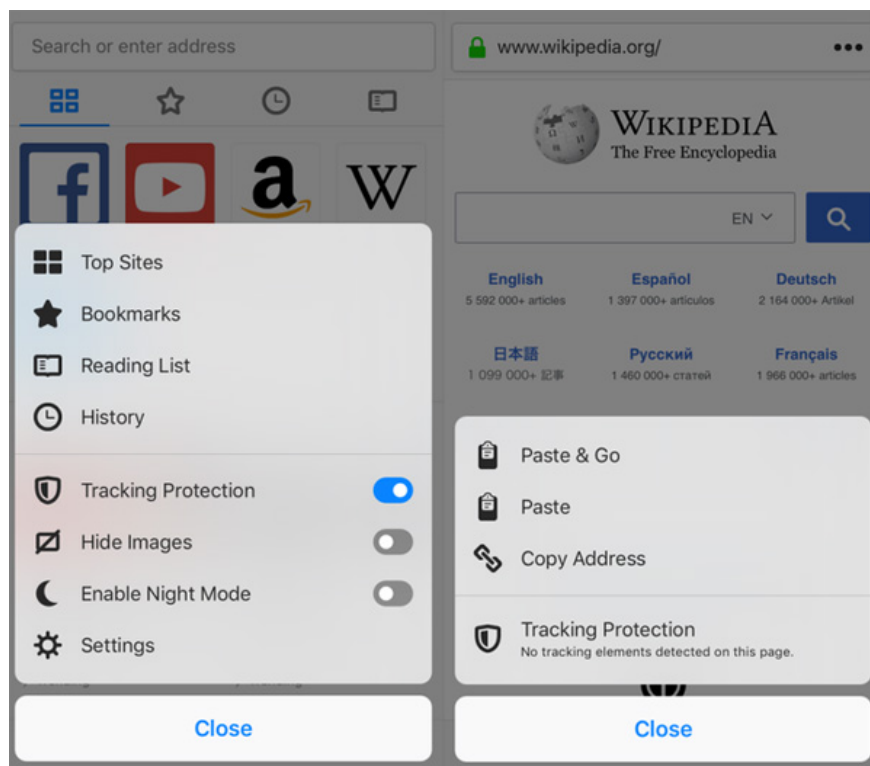 Search or enter address
Top Sites
Bookmarks
Reading List
History
Tracking Protection
Hide Images
Enable Night Mode
Settings
Close
www.wikipedia.org/
WIKIPEDIA
The Free Encyclopedia
EN
English
5 592 000+ articles
Español
1 397 000+ artículos
Deutsch
2 164 000+ Artikel
日本語
1 099 000+ 記事
Русский
1 460 000+ статей
Français
1 966 000+ articles
Paste & Go
Paste
Copy Address
Tracking Protection
No tracking elements detected on this page.
Close